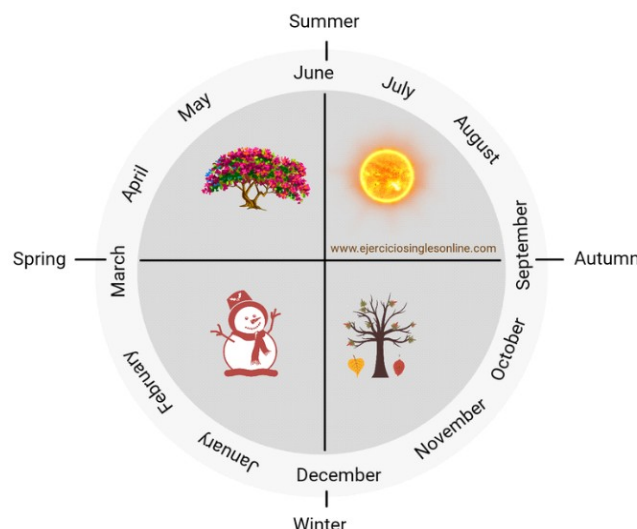 Summer
June
July
May
August
April
www.ejerciciosinglesonline.com
Spring
March
September
Autumn
October
February
November
January
December
Winter